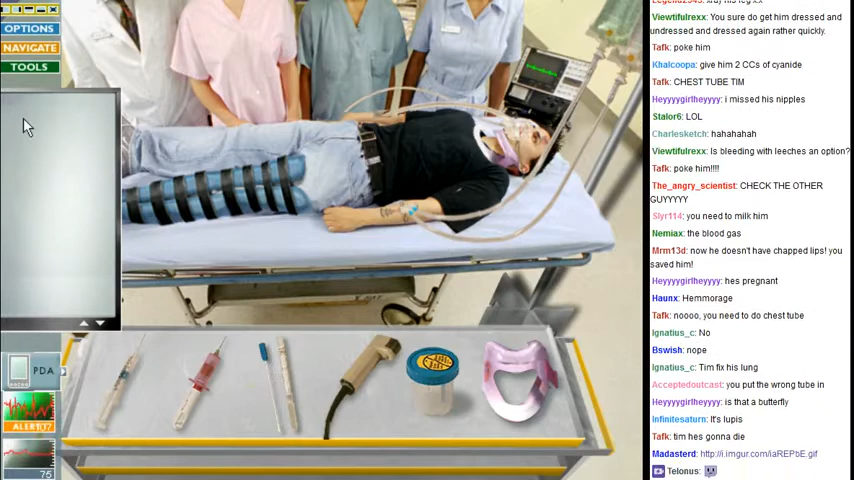 OPTIONS
NAVIGATE
TOOLS
PDA
ALERT107
75
Viewtifulrexx: You sure do get him dressed and
undressed and dressed again rather quickly.
Tafk: poke him
Khalcoopa: give him 2 CCs of cyanide
Tafk: CHEST TUBE TIM
Heyyyygirlheyyyy: i missed his nipples
Stalor6: LOL
Charlesketch: hahahahah
Viewtifulrexx: Is bleeding with leeches an option?
Tafk: poke him!!!!
The_angry_scientist: CHECK THE OTHER
GUYYYYY
Slyr114: you need to milk him
Nemiax: the blood gas
Mrm13d: now he doesn't have chapped lips! you
saved him!
Heyyyygirlheyyyy: hes pregnant
Haunx: Hemmorage
Tafk: noooo, you need to do chest tube
Ignatius_c: No
Bswish: nope
Ignatius_c: Tim fix his lung
Acceptedoutcast: you put the wrong tube in
Heyyyygirlheyyyy: is that a butterfly
Infinitesaturn: It's lupis
Tafk: tim hes gonna die
Madasterd: http://i.imgur.com/iaREPbE.gif
Telonus: